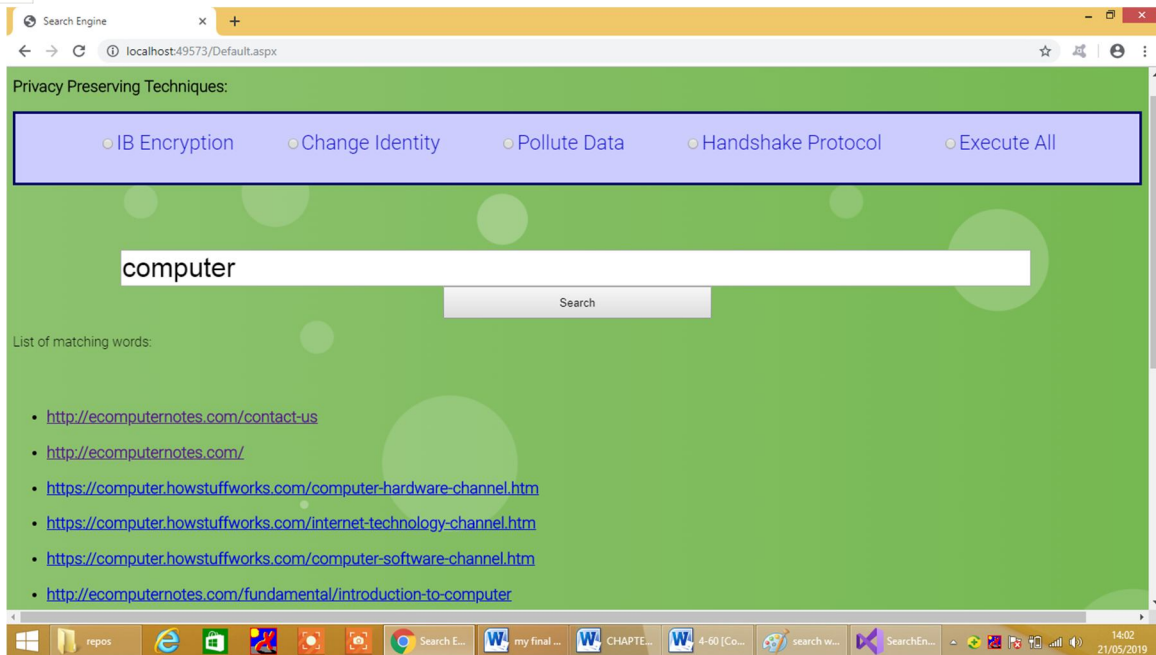 Search Engine
localhost:49573/Default.aspx
Privacy Preserving Techniques:
IB Encryption Change Identity Pollute Data Handshake Protocol Execute All
computer
Search
List of matching words:
• http://ecomputernotes.com/contact-us
• http://ecomputernotes.com/
• https://computer.howstuffworks.com/computer-hardware-channel.htm
• https://computer.howstuffworks.com/internet-technology-channel.htm
• https://computer.howstuffworks.com/computer-software-channel.htm
• http://ecomputernotes.com/fundamental/introduction-to-computer
repos Search E... my final ... CHAPTE... 4-60 [Co... search w... SearchEn... 14:02
21/05/2019